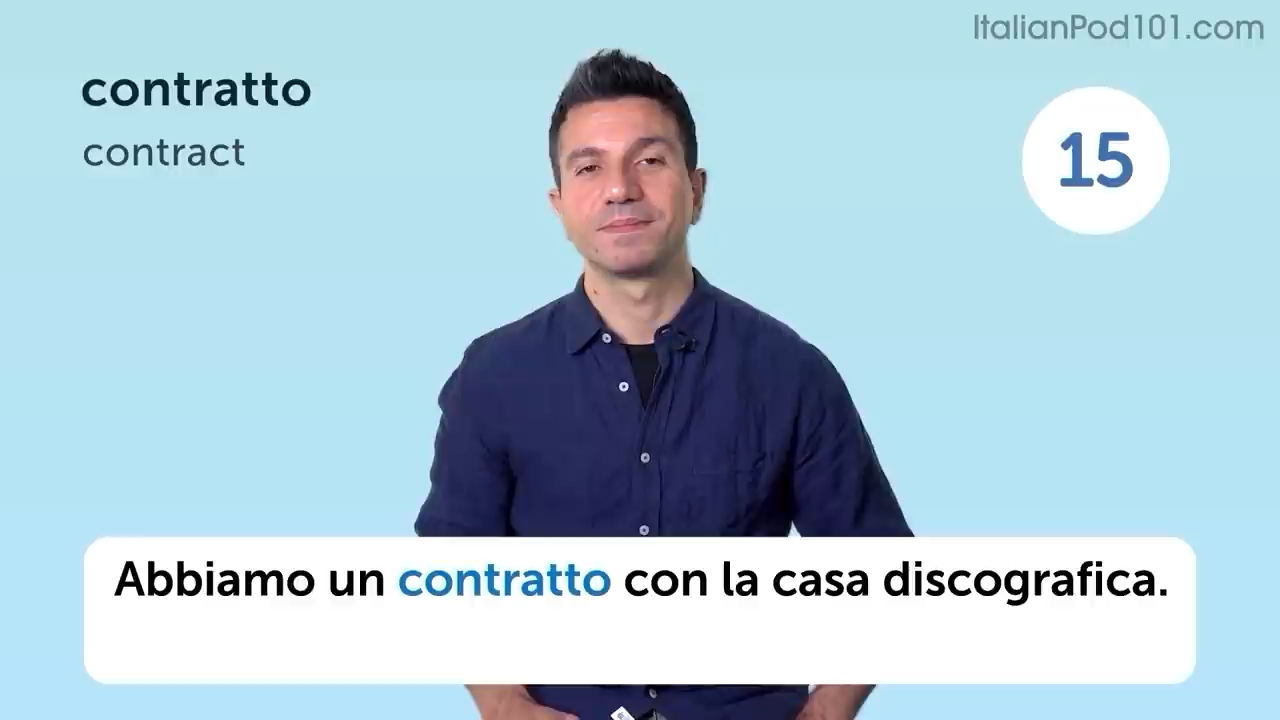 ItalianPod101.com
contratto
contract
15
Abbiamo un contratto con la casa discografica.